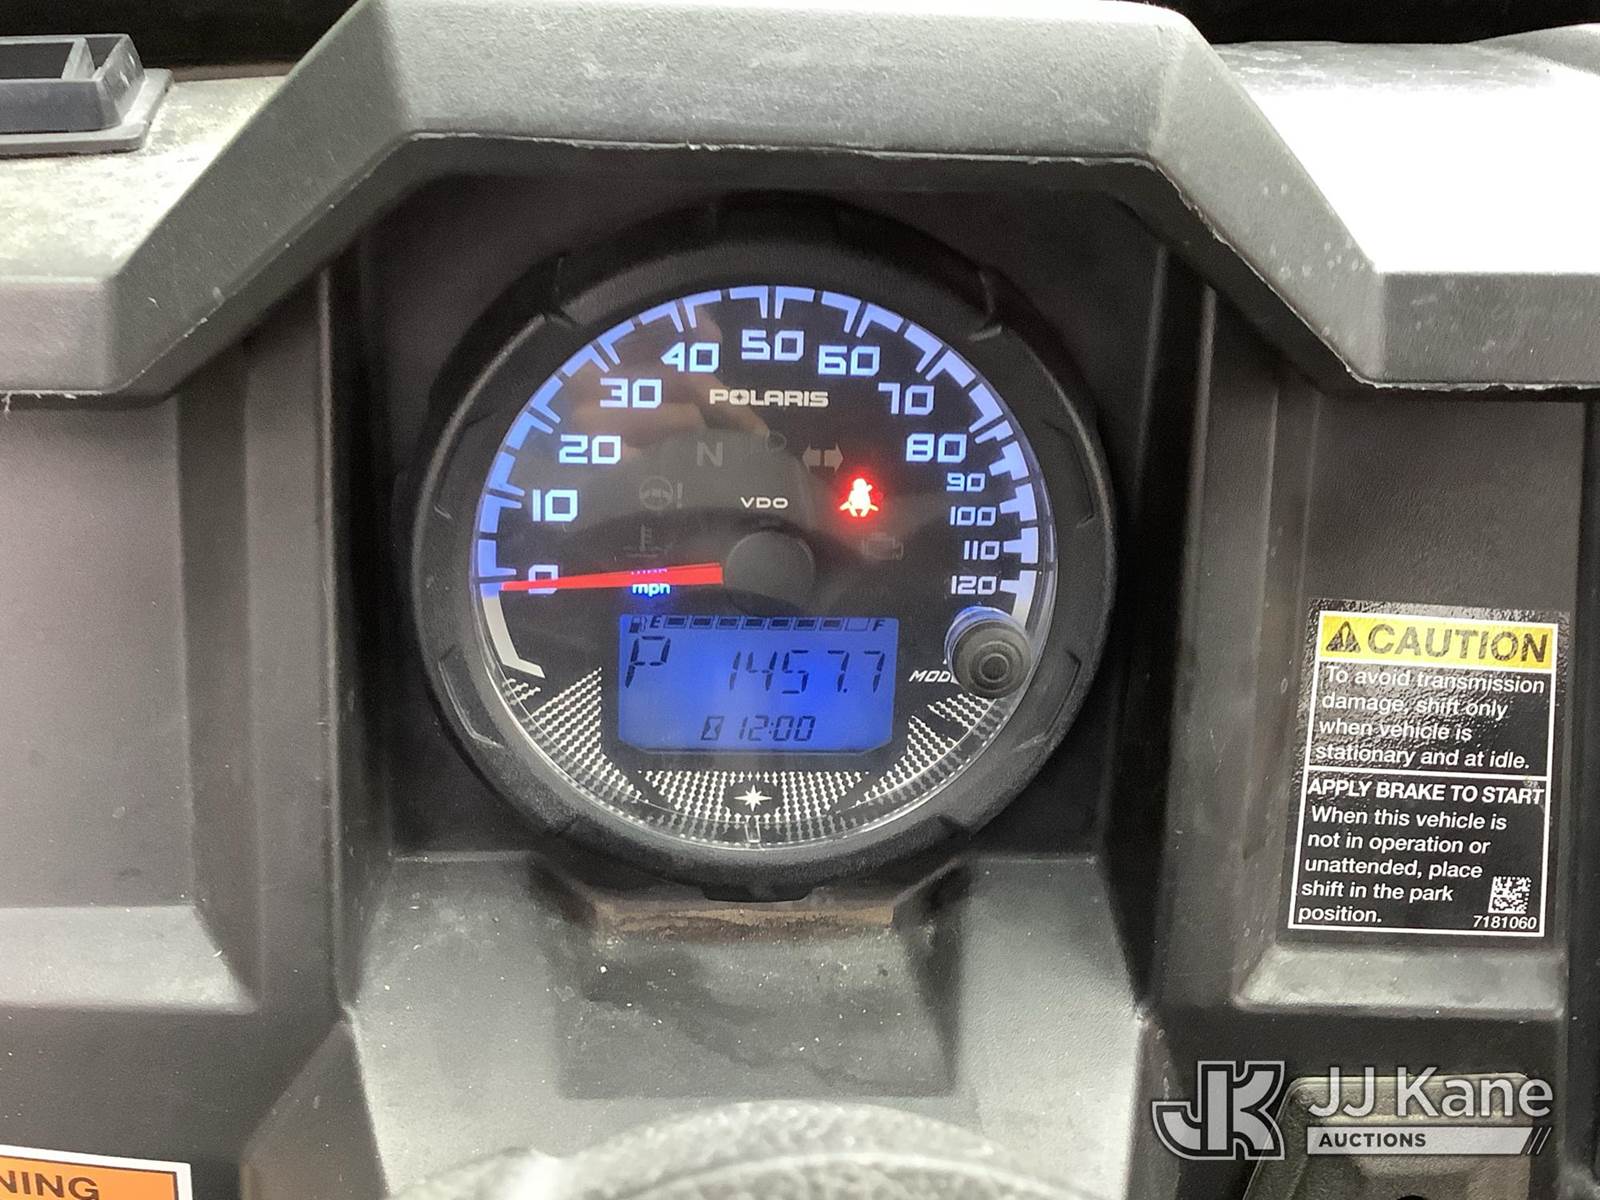 0
10
20
30
40
50
60
70
80
90
100
110
120
POLARIS
N
VDO
E
mph
E F
P 1457.7
12:00
CAUTION
To avoid transmission
damage, shift only
when vehicle is
stationary and at idle.
APPLY BRAKE TO START
When this vehicle is
not in operation or
unattended, place
shift in the park
position.
7181060
NING
JK JJ Kane
AUCTIONS